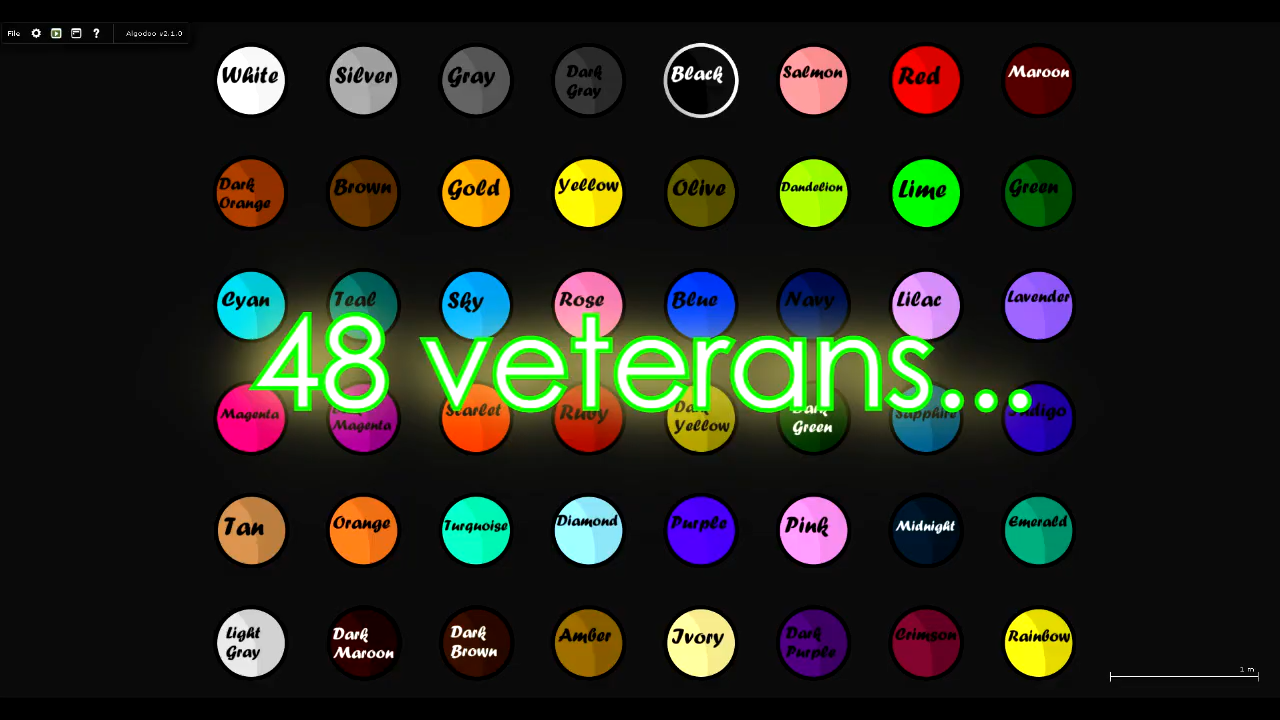 File ? Algodoo v2.1.0
White Silver Gray Dark Gray Black Salmon Red Maroon
Dark Orange Brown Gold Yellow Olive Dandelion Lime Green
Cyan Teal Sky Rose Blue Navy Lilac Lavender
48 veterans...
Magenta Dark Magenta Scarlet Ruby Dark Yellow Dark Green Sapphire Indigo
Tan Orange Turquoise Diamond Purple Pink Midnight Emerald
Light Gray Dark Maroon Dark Brown Amber Ivory Dark Purple Crimson Rainbow
1 m